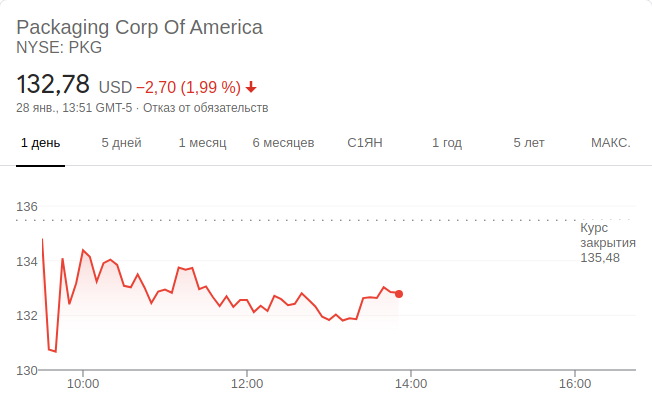 Packaging Corp Of America
NYSE: PKG
132,78 USD −2,70 (1,99 %)
28 янв., 13:51 GMT-5 · Отказ от обязательств
1 день 5 дней 1 месяц 6 месяцев С1ЯН 1 год 5 лет МАКС.
136
Курс
закрытия
135,48
134
132
130
10:00 12:00 14:00 16:00